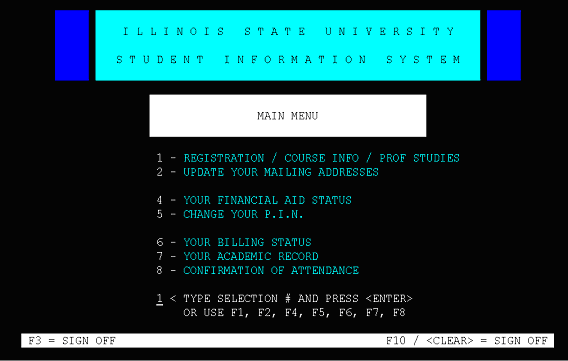 ILLINOIS STATE UNIVERSITY
STUDENT INFORMATION SYSTEM
MAIN MENU
1 - REGISTRATION / COURSE INFO / PROF STUDIES
2 - UPDATE YOUR MAILING ADDRESSES
4 - YOUR FINANCIAL AID STATUS
5 - CHANGE YOUR P.I.N.
6 - YOUR BILLING STATUS
7 - YOUR ACADEMIC RECORD
8 - CONFIRMATION OF ATTENDANCE
1 < TYPE SELECTION # AND PRESS <ENTER>
OR USE F1, F2, F4, F5, F6, F7, F8
F3 = SIGN OFF F10 / <CLEAR> = SIGN OFF